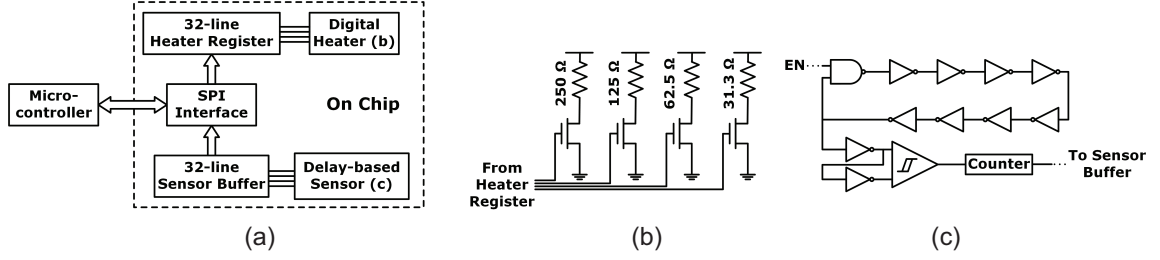 32-line
Heater Register
Digital
Heater (b)
Micro-
controller
SPI
Interface
On Chip
32-line
Sensor Buffer
Delay-based
Sensor (c)
(a)
250 Ω
125 Ω
62.5 Ω
31.3 Ω
From
Heater
Register
(b)
EN
Counter
To Sensor
Buffer
(c)